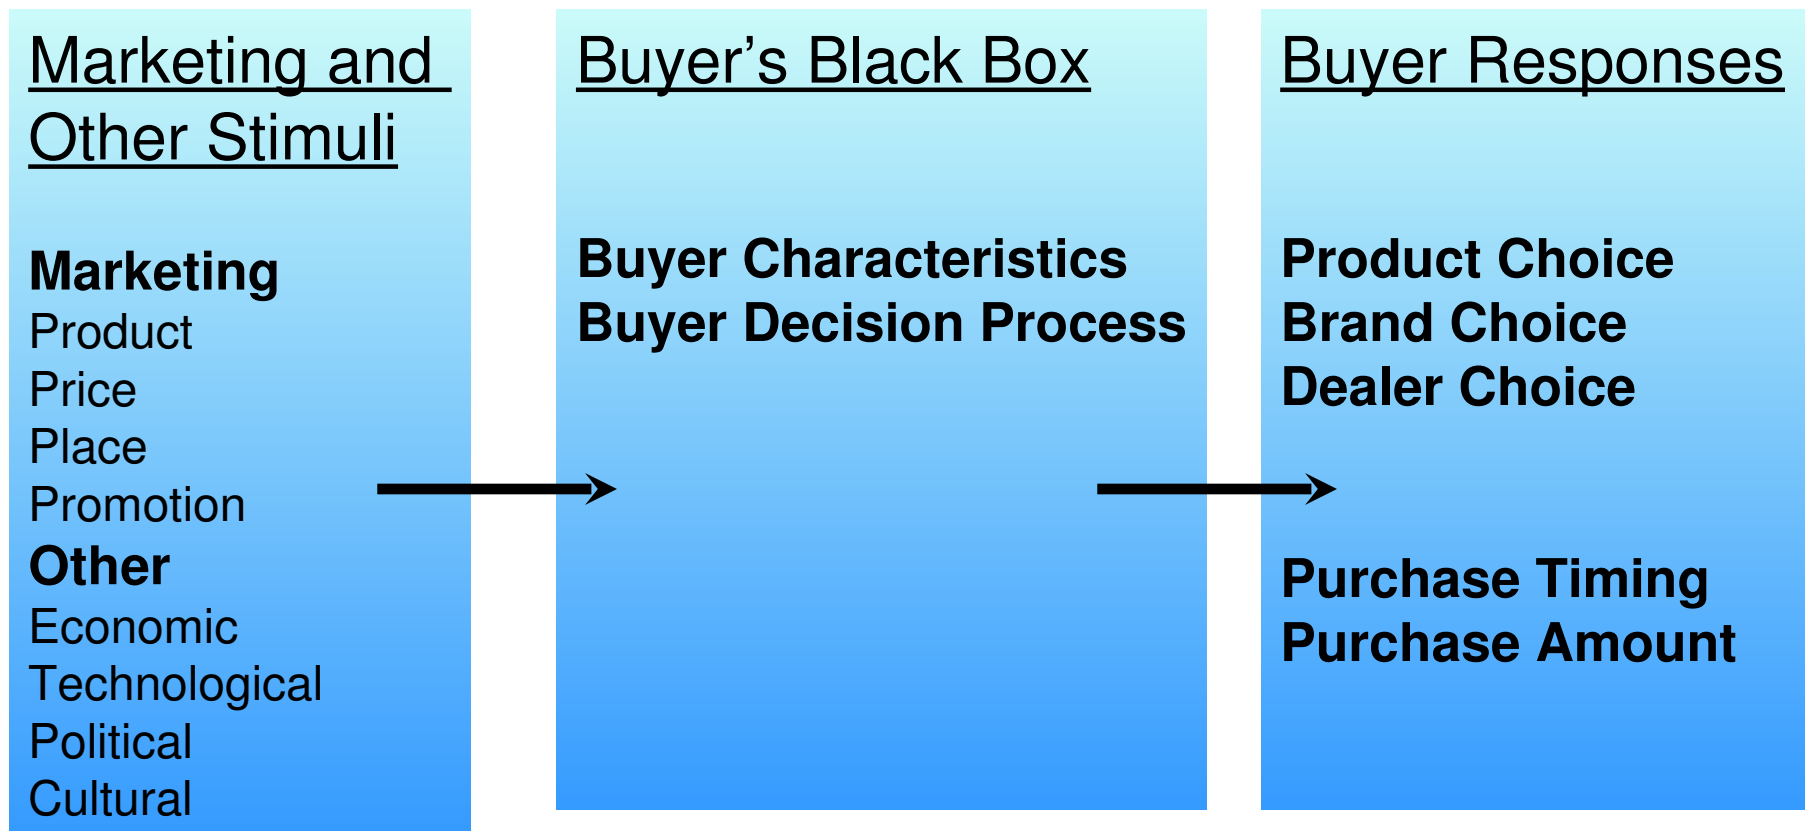 Marketing and
Other Stimuli
Marketing
Product
Price
Place
Promotion
Other
Economic
Technological
Political
Cultural
Buyer’s Black Box
Buyer Characteristics
Buyer Decision Process
Buyer Responses
Product Choice
Brand Choice
Dealer Choice
Purchase Timing
Purchase Amount